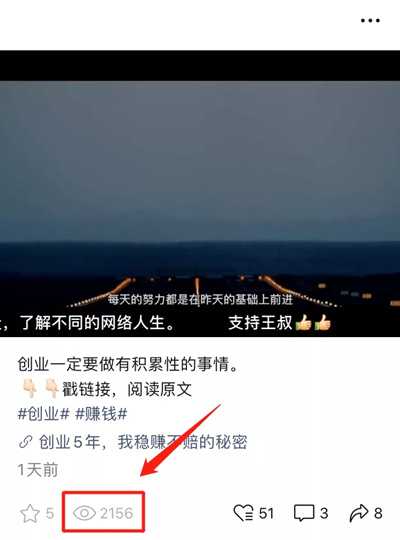 每天的努力都是在昨天的基础上前进
，了解不同的网络人生。 支持王叔👍👍
创业一定要做有积累性的事情。
👇🏻👇🏻戳链接，阅读原文
#创业# #赚钱#
创业5年，我稳赚不赔的秘密
1天前
5 2156 51 3 8